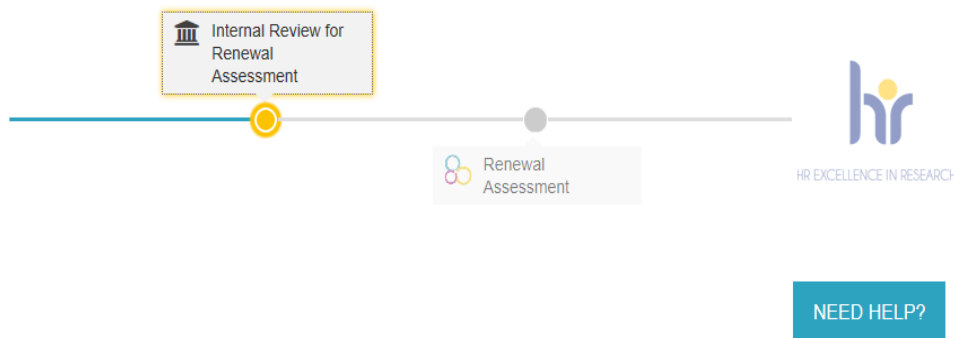 Internal Review for
Renewal
Assessment
Renewal
Assessment
hr
HR EXCELLENCE IN RESEARCH
NEED HELP?